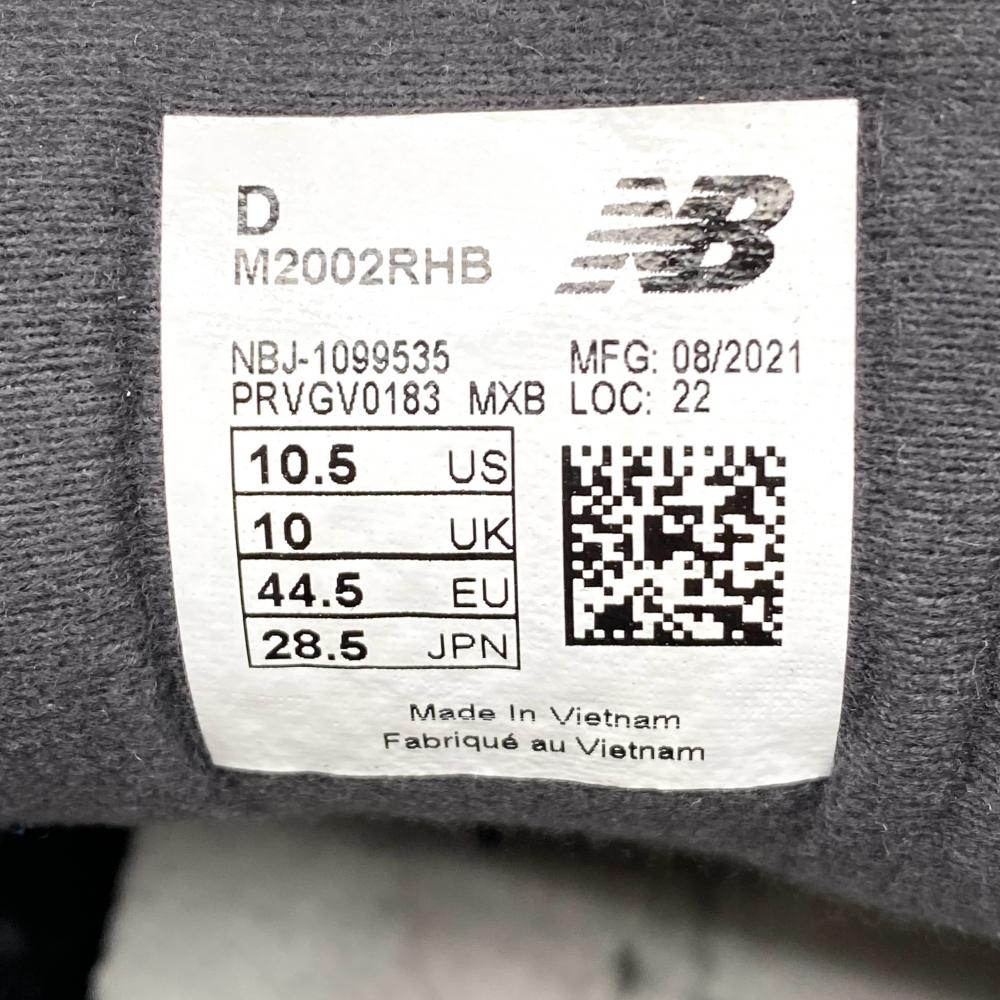 D
NB
M2002RHB
NBJ-1099535 MFG: 08/2021
PRVGV0183 MXB LOC: 22
10.5 US
10 UK
44.5 EU
28.5 JPN
Made In Vietnam
Fabriqué au Vietnam